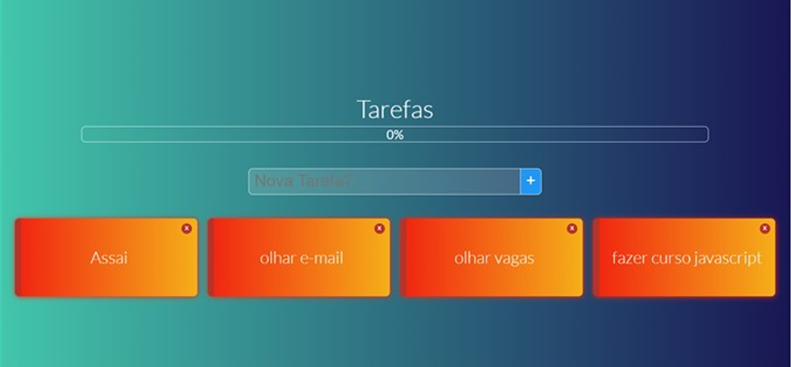 Tarefas
0%
Nova Tarefa?
+
x
x
x
x
Assai
olhar e-mail
olhar vagas
fazer curso javascript